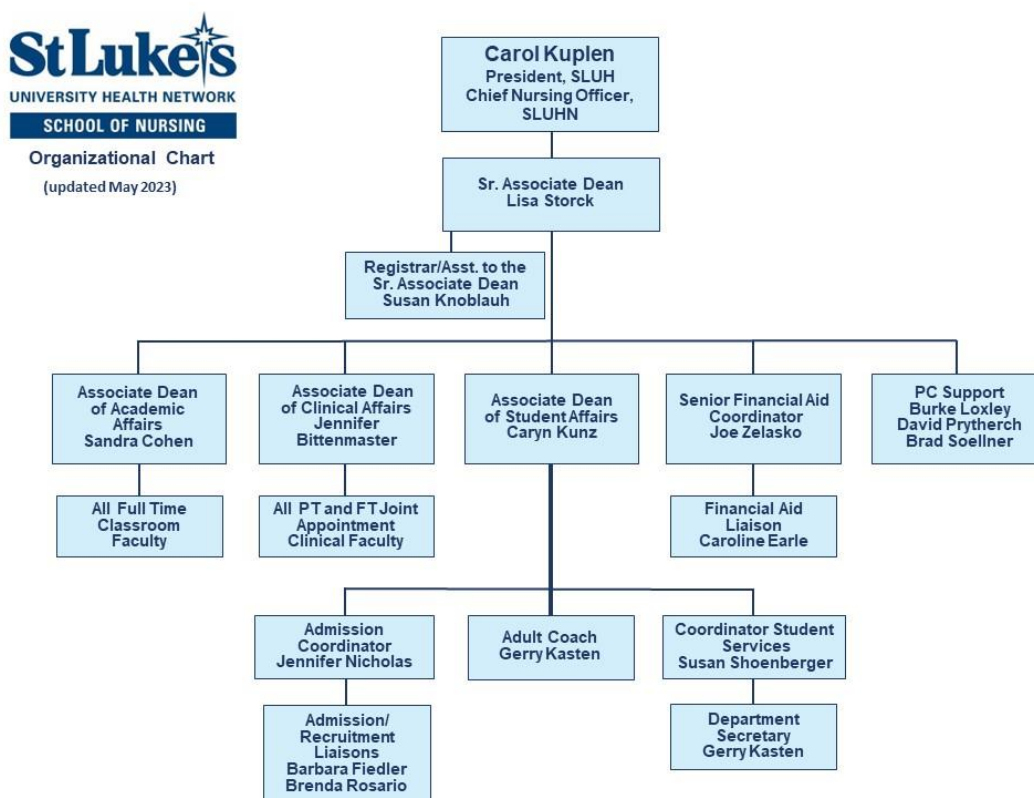 StLuke's
UNIVERSITY HEALTH NETWORK
SCHOOL OF NURSING
Organizational Chart
(updated May 2023)
Carol Kuplen
President, SLUH
Chief Nursing Officer,
SLUHN
Sr. Associate Dean
Lisa Storck
Registrar/Asst. to the
Sr. Associate Dean
Susan Knoblauh
Associate Dean
of Academic
Affairs
Sandra Cohen
Associate Dean
of Clinical Affairs
Jennifer
Bittenmaster
Associate Dean
of Student Affairs
Caryn Kunz
Senior Financial Aid
Coordinator
Joe Zelasko
PC Support
Burke Loxley
David Prytherch
Brad Soellner
All Full Time
Classroom
Faculty
All PT and FT Joint
Appointment
Clinical Faculty
Financial Aid
Liaison
Caroline Earle
Admission
Coordinator
Jennifer Nicholas
Adult Coach
Gerry Kasten
Coordinator Student
Services
Susan Shoenberger
Admission/
Recruitment
Liaisons
Barbara Fiedler
Brenda Rosario
Department
Secretary
Gerry Kasten